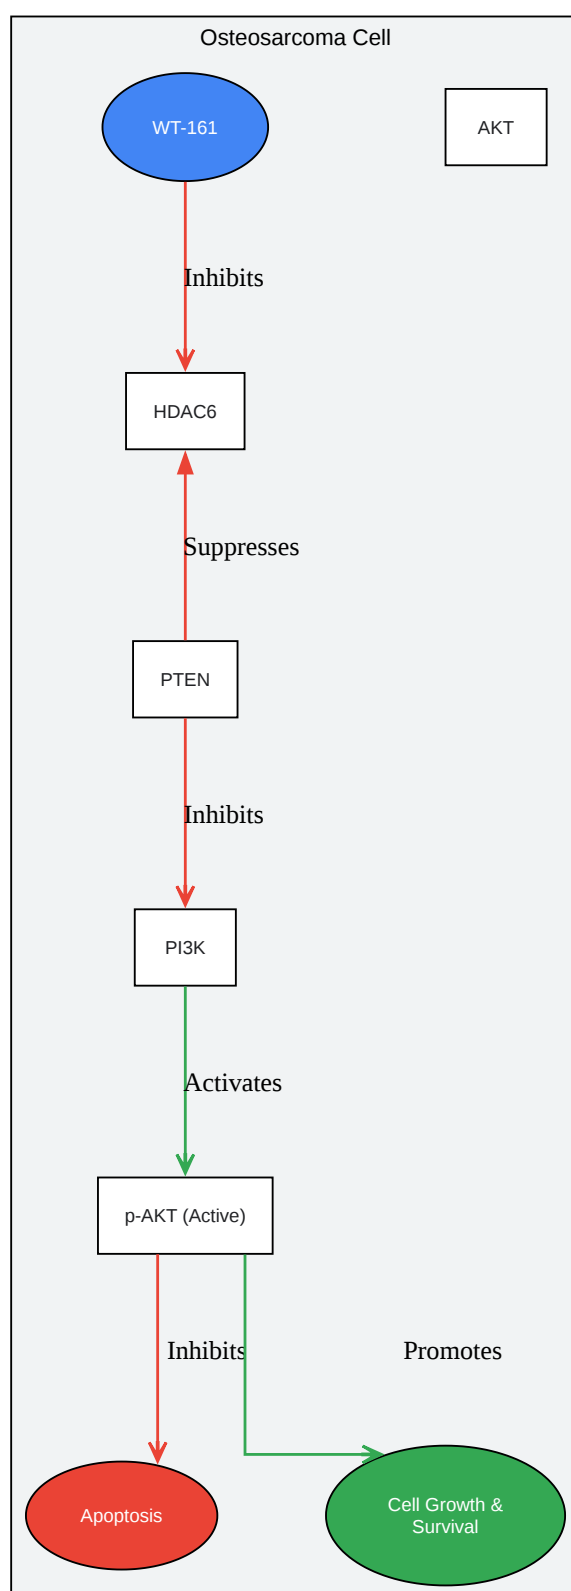 Osteosarcoma Cell
WT-161
AKT
Inhibits
HDAC6
Suppresses
PTEN
Inhibits
PI3K
Activates
p-AKT (Active)
Inhibits
Promotes
Apoptosis
Cell Growth &
Survival